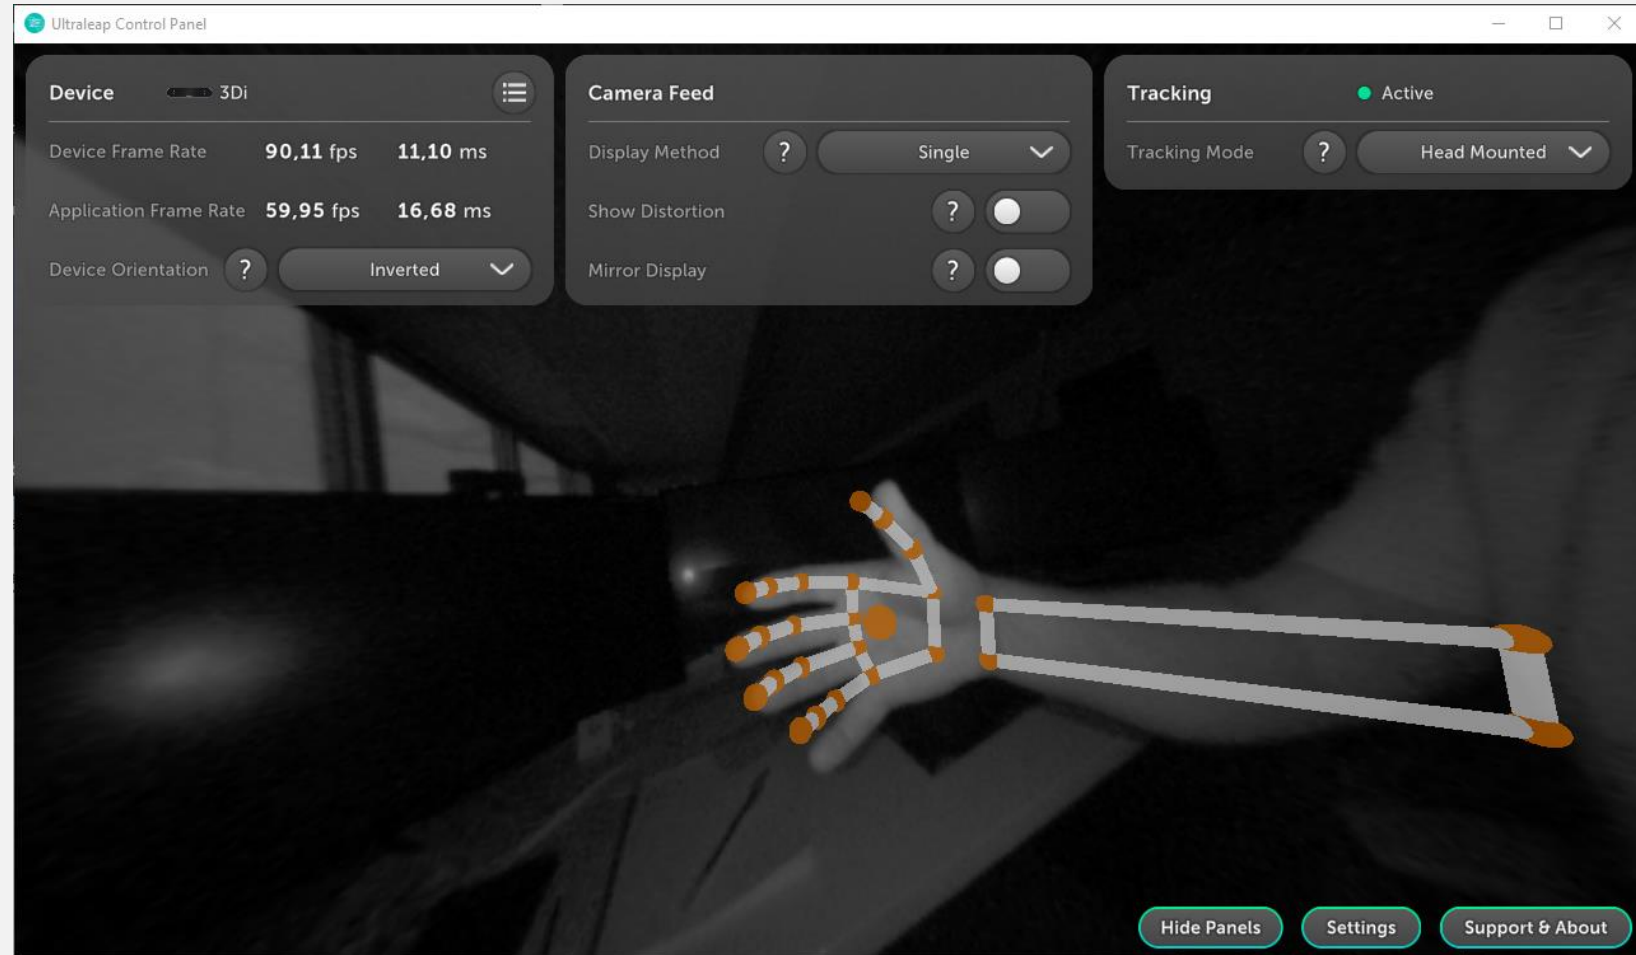 Ultraleap Control Panel
Device 3Di
Device Frame Rate 90,11 fps 11,10 ms
Application Frame Rate 59,95 fps 16,68 ms
Device Orientation ? Inverted
Camera Feed
Display Method ? Single
Show Distortion ?
Mirror Display ?
Tracking Active
Tracking Mode ? Head Mounted
Hide Panels Settings Support & About